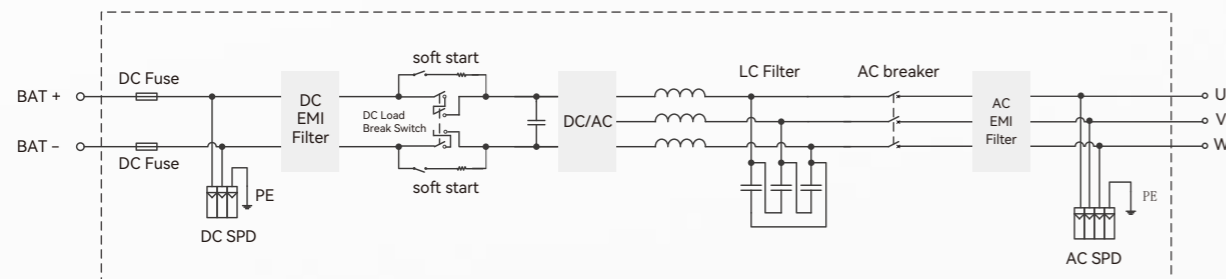 soft start
LC Filter
AC breaker
DC Fuse
BAT +
DC
EMI
Filter
DC Load
Break Switch
DC/AC
AC
EMI
Filter
U
V
W
BAT –
DC Fuse
soft start
PE
PE
DC SPD
AC SPD